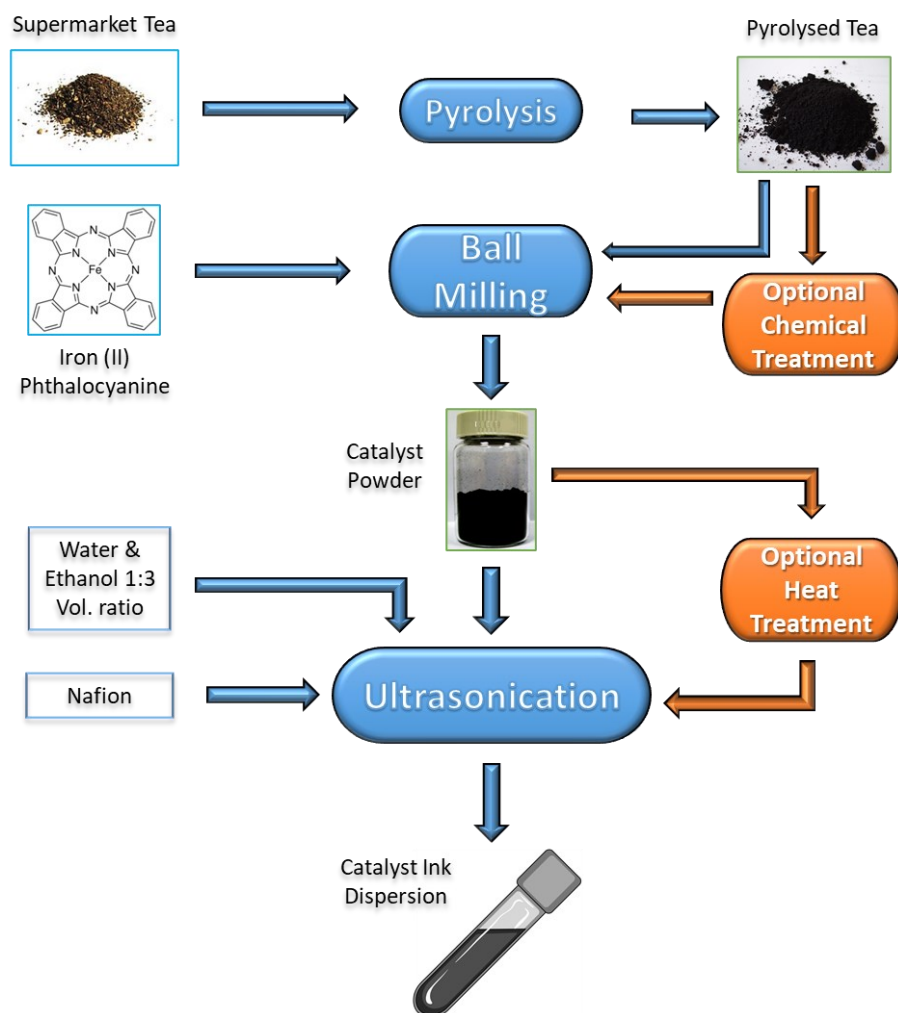 Supermarket Tea
Pyrolysed Tea
Pyrolysis
Ball
Milling
N
N
N
N
Fe
N
N
N
N
Iron (II)
Phthalocyanine
Optional
Chemical
Treatment
Catalyst
Powder
Water &
Ethanol 1:3
Vol. ratio
Optional
Heat
Treatment
Nafion
Ultrasonication
Catalyst Ink
Dispersion